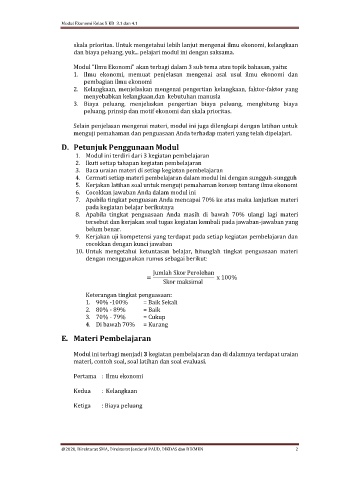 Modul Ekonomi Kelas X KD 3.1 dan 4.1
skala prioritas. Untuk mengetahui lebih lanjut mengenai ilmu ekonomi, kelangkaan
dan biaya peluang, yuk... pelajari modul ini dengan saksama.
Modul "Ilmu Ekonomi" akan terbagi dalam 3 sub tema atau topik bahasan, yaitu:
1. Ilmu ekonomi, memuat penjelasan mengenai asal usul ilmu ekonomi dan
pembagian ilmu ekonomi
2. Kelangkaan, menjelaskan mengenai pengertian kelangkaan, faktor-faktor yang
menyebabkan kelangkaan,dan kebutuhan manusia
3. Biaya peluang, menjelaskan pengertian biaya peluang, menghitung biaya
peluang, prinsip dan motif ekonomi dan skala prioritas.
Selain penjelasan mengenai materi, modul ini juga dilengkapi dengan latihan untuk
menguji pemahaman dan penguasaan Anda terhadap materi yang telah dipelajari.
D. Petunjuk Penggunaan Modul
1. Modul ini terdiri dari 3 kegiatan pembelajaran
2. Ikuti setiap tahapan kegiatan pembelajaran
3. Baca uraian materi di setiap kegiatan pembelajaran
4. Cermati setiap materi pembelajaran dalam modul ini dengan sungguh-sungguh
5. Kerjakan latihan soal untuk menguji pemahaman konsep tentang ilmu ekonomi
6. Cocokkan jawaban Anda dalam modul ini
7. Apabila tingkat penguasan Anda mencapai 70% ke atas maka lanjutkan materi
pada kegiatan belajar berikutnya
8. Apabila tingkat penguasaan Anda masih di bawah 70% ulangi lagi materi
tersebut dan kerjakan soal tugas kegiatan kembali pada jawaban-jawaban yang
belum benar.
9. Kerjakan uji kompetensi yang terdapat pada setiap kegiatan pembelajaran dan
cocokkan dengan kunci jawaban
10. Untuk mengetahui ketuntasan belajar, hitunglah tingkat penguasaan materi
dengan menggunakan rumus sebagai berikut:
= Jumlah Skor Perolehan / Skor maksimal x 100%
Keterangan tingkat penguasaan:
1. 90% -100% = Baik Sekali
2. 80% - 89% = Baik
3. 70% - 79% = Cukup
4. Di bawah 70% = Kurang
E. Materi Pembelajaran
Modul ini terbagi menjadi 3 kegiatan pembelajaran dan di dalamnya terdapat uraian
materi, contoh soal, soal latihan dan soal evaluasi.
Pertama : Ilmu ekonomi
Kedua : Kelangkaan
Ketiga : Biaya peluang
@2020, Direktorat SMA, Direktorat Jenderal PAUD, DIKDAS dan DIKMEN 2